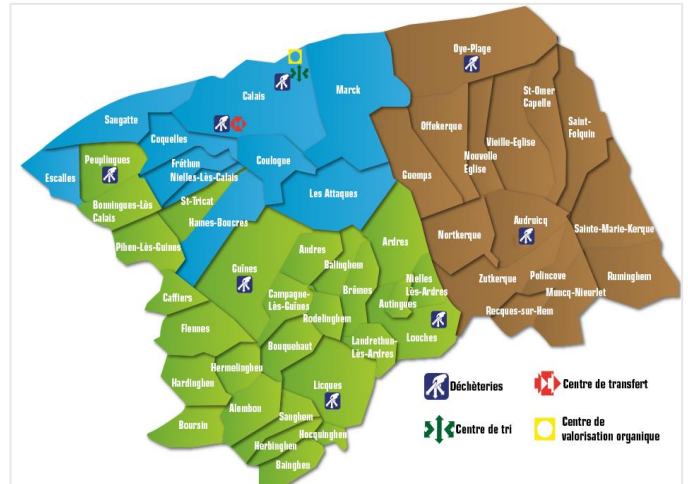 Oye-Plage
Calais
Marck
St-Omer
Capelle
Sangatte
Offekerque
Saint-
Folquin
Coquelles
Vieille-Eglise
Peuplingues
Fréthun
Coulogne
Nouvelle
Eglise
Escalles
Nielles-Lès-Calais
Guemps
St-Tricat
Les Attaques
Bonningues-Lès
Calais
Hames-Boucres
Audruicq
Sainte-Marie-Kerque
Pihen-Lès-Guînes
Andres
Ardres
Nortkerque
Guînes
Balinghem
Nielles
Lès-Ardres
Zutkerque
Polincove
Ruminghem
Caffiers
Campagne-
Lès-Guînes
Brêmes
Autingues
Muncq-Nieurlet
Recques-sur-Hem
Rodelinghem
Fiennes
Bouquehaut
Landrethun-
Lès-Ardres
Louches
Hermelinghen
Hardinghen
Licques
Alembon
Sanghem
Boursin
Hocquinghen
Herbinghen
Bainghen
Déchèteries
Centre de transfert
Centre de tri
Centre de
valorisation organique